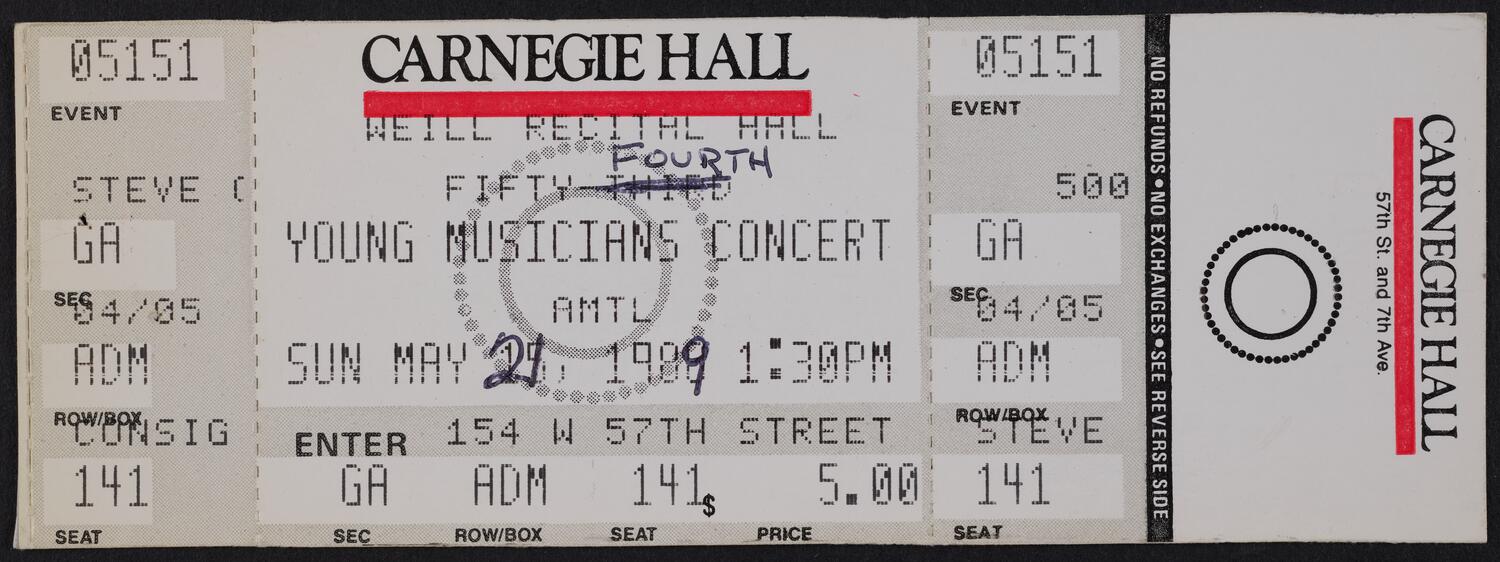 05151
EVENT
STEVE
GA
SEC
04/05
ADM
ROW/BOX
CONSIG
141
SEAT
CARNEGIE HALL
WEILL RECITAL HALL
FOURTH
FIFTY THIRD
YOUNG MUSICIANS CONCERT
AMTL
SUN MAY 21, 1989 1:30PM
ENTER 154 W 57TH STREET
GA ADM 141 $ 5.00
SEC ROW/BOX SEAT PRICE
05151
EVENT
500
GA
SEC
04/05
ADM
ROW/BOX
STEVE
141
SEAT
NO REFUNDS • NO EXCHANGES • SEE REVERSE SIDE
CARNEGIE HALL
57th St. and 7th Ave.